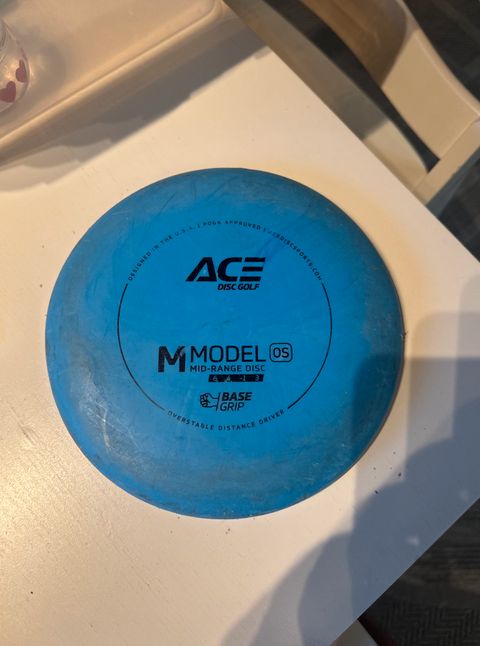 DESIGNED IN THE U.S.A. | PDGA APPROVED |
ACE
DISC GOLF
M MODEL OS
MID-RANGE DISC
BASE
GRIP
OVERSTABLE DISTANCE DRIVER